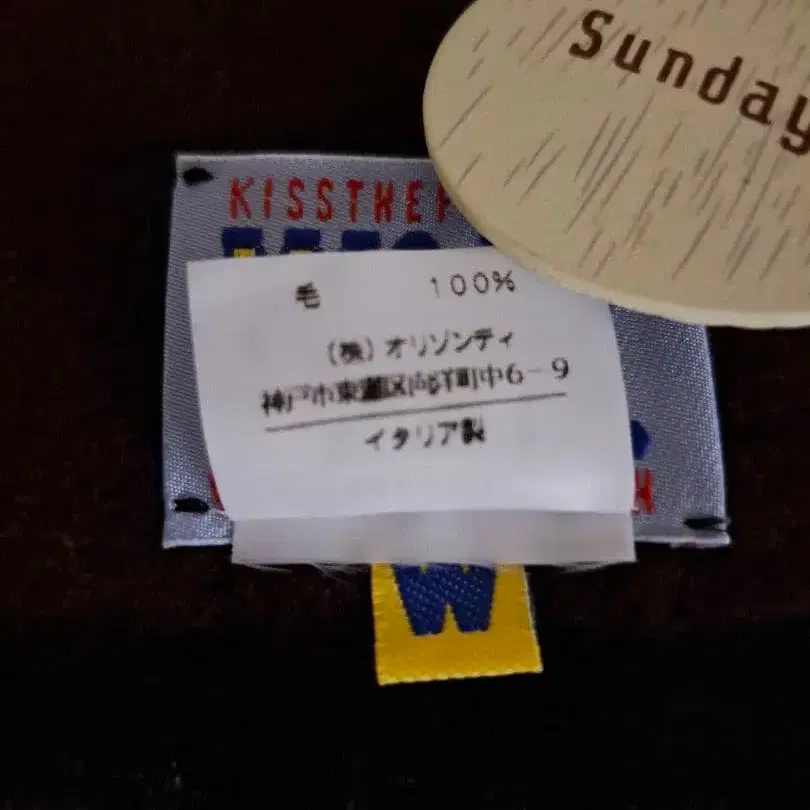 Sunday
KISSTHEF
毛 100%
(株)オリゾンティ
神戸市東灘区向洋町中6-9
イタリア製
W